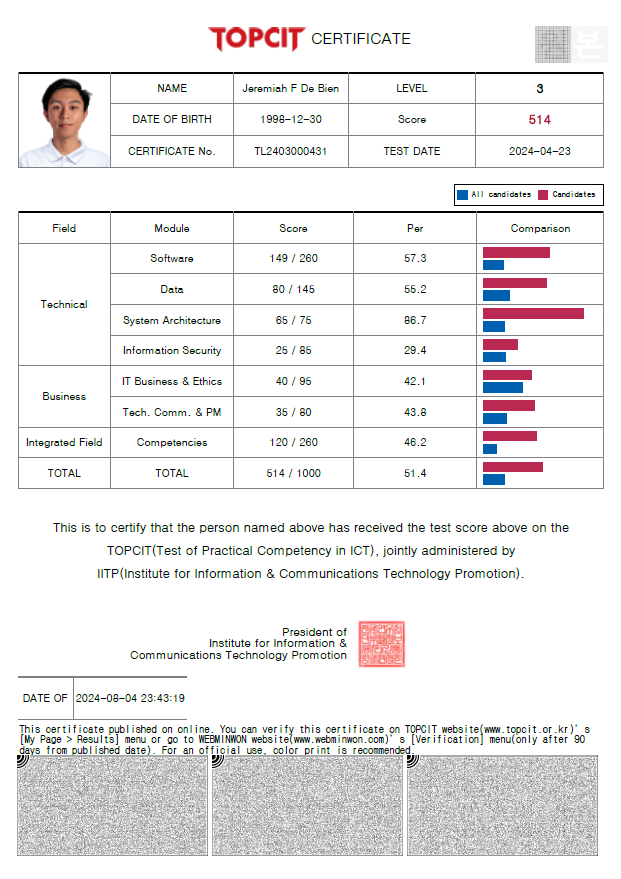 TOPCIT CERTIFICATE
NAME Jeremiah F De Bien LEVEL 3
DATE OF BIRTH 1998-12-30 Score 514
CERTIFICATE No. TL2403000431 TEST DATE 2024-04-23
All candidates Candidates
Field Module Score Per Comparison
Software 149 / 260 57.3
Data 80 / 145 55.2
Technical
System Architecture 65 / 75 86.7
Information Security 25 / 85 29.4
IT Business & Ethics 40 / 95 42.1
Business
Tech. Comm. & PM 35 / 80 43.8
Integrated Field Competencies 120 / 260 46.2
TOTAL TOTAL 514 / 1000 51.4
This is to certify that the person named above has received the test score above on the
TOPCIT(Test of Practical Competency in ICT), jointly administered by
IITP(Institute for Information & Communications Technology Promotion).
President of
Institute for Information &
Communications Technology Promotion
DATE OF 2024-08-04 23:43:19
This certificate published on online. You can verify this certificate on TOPCIT website(www.topcit.or.kr)' s
[My Page > Results] menu or go to WEBMINWON website(www.webminwon.com)' s [Verification] menu(only after 90
days from published date). For an official use, color print is recommended.